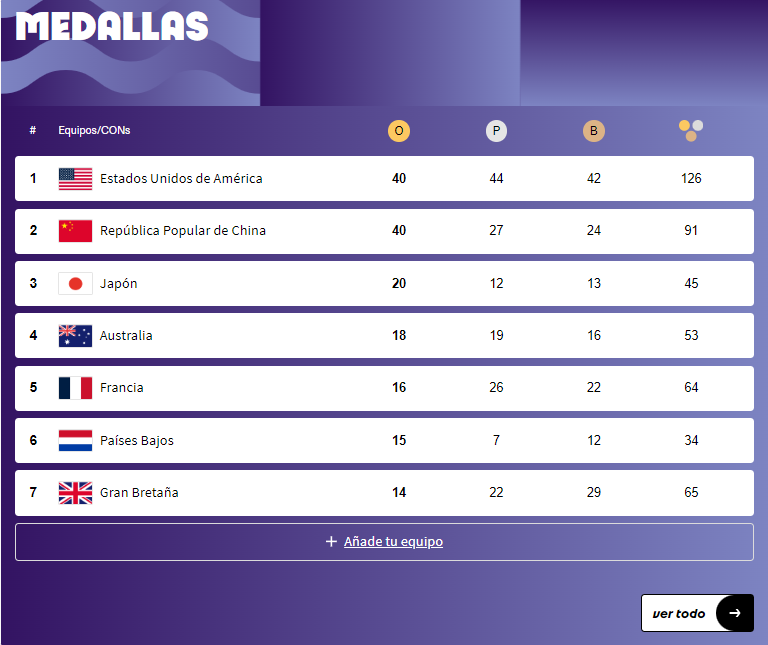 MEDALLAS
# Equipos/CONs O P B
1 Estados Unidos de América 40 44 42 126
2 República Popular de China 40 27 24 91
3 Japón 20 12 13 45
4 Australia 18 19 16 53
5 Francia 16 26 22 64
6 Países Bajos 15 7 12 34
7 Gran Bretaña 14 22 29 65
+ Añade tu equipo
ver todo →